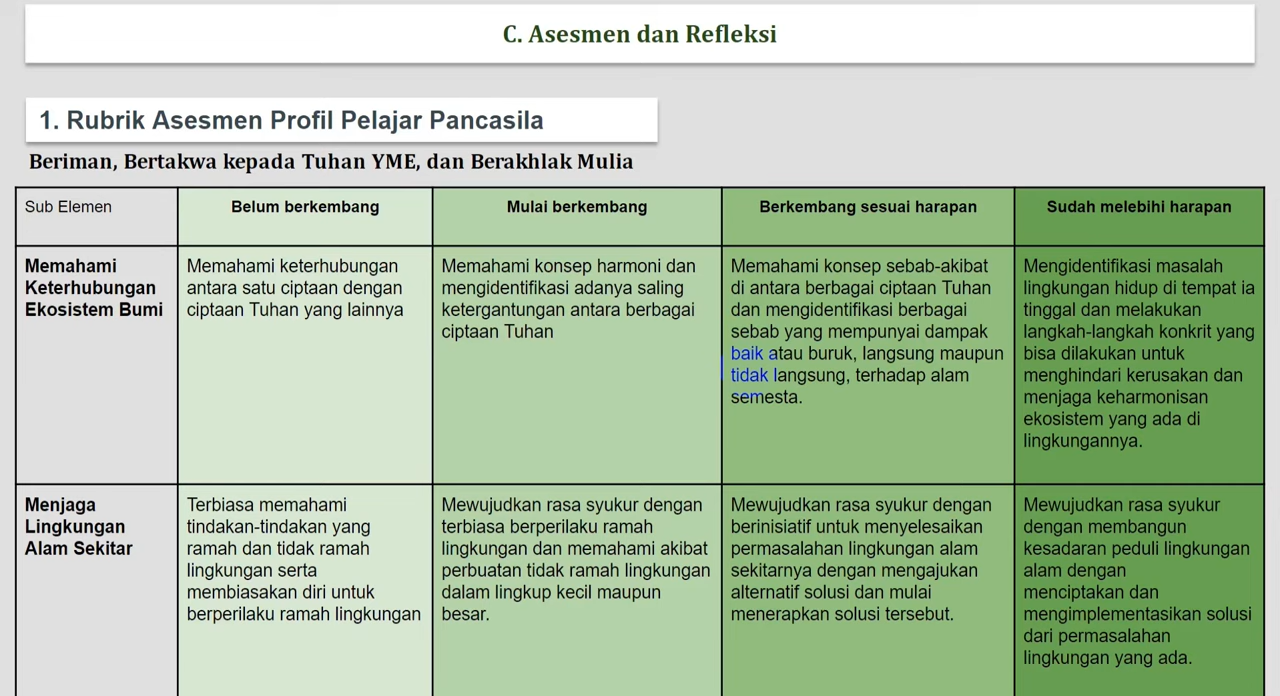 C. Asesmen dan Refleksi
1. Rubrik Asesmen Profil Pelajar Pancasila
Beriman, Bertakwa kepada Tuhan YME, dan Berakhlak Mulia
Sub Elemen
Belum berkembang
Mulai berkembang
Berkembang sesuai harapan
Sudah melebihi harapan
Memahami
Keterhubungan
Ekosistem Bumi
Memahami keterhubungan
antara satu ciptaan dengan
ciptaan Tuhan yang lainnya
Memahami konsep harmoni dan
mengidentifikasi adanya saling
ketergantungan antara berbagai
ciptaan Tuhan
Memahami konsep sebab-akibat
di antara berbagai ciptaan Tuhan
dan mengidentifikasi berbagai
sebab yang mempunyai dampak
baik atau buruk, langsung maupun
tidak langsung, terhadap alam
semesta.
Mengidentifikasi masalah
lingkungan hidup di tempat ia
tinggal dan melakukan
langkah-langkah konkrit yang
bisa dilakukan untuk
menghindari kerusakan dan
menjaga keharmonisan
ekosistem yang ada di
lingkungannya.
Menjaga
Lingkungan
Alam Sekitar
Terbiasa memahami
tindakan-tindakan yang
ramah dan tidak ramah
lingkungan serta
membiasakan diri untuk
berperilaku ramah lingkungan
Mewujudkan rasa syukur dengan
terbiasa berperilaku ramah
lingkungan dan memahami akibat
perbuatan tidak ramah lingkungan
dalam lingkup kecil maupun
besar.
Mewujudkan rasa syukur dengan
berinisiatif untuk menyelesaikan
permasalahan lingkungan alam
sekitarnya dengan mengajukan
alternatif solusi dan mulai
menerapkan solusi tersebut.
Mewujudkan rasa syukur
dengan membangun
kesadaran peduli lingkungan
alam dengan
menciptakan dan
mengimplementasikan solusi
dari permasalahan
lingkungan yang ada.